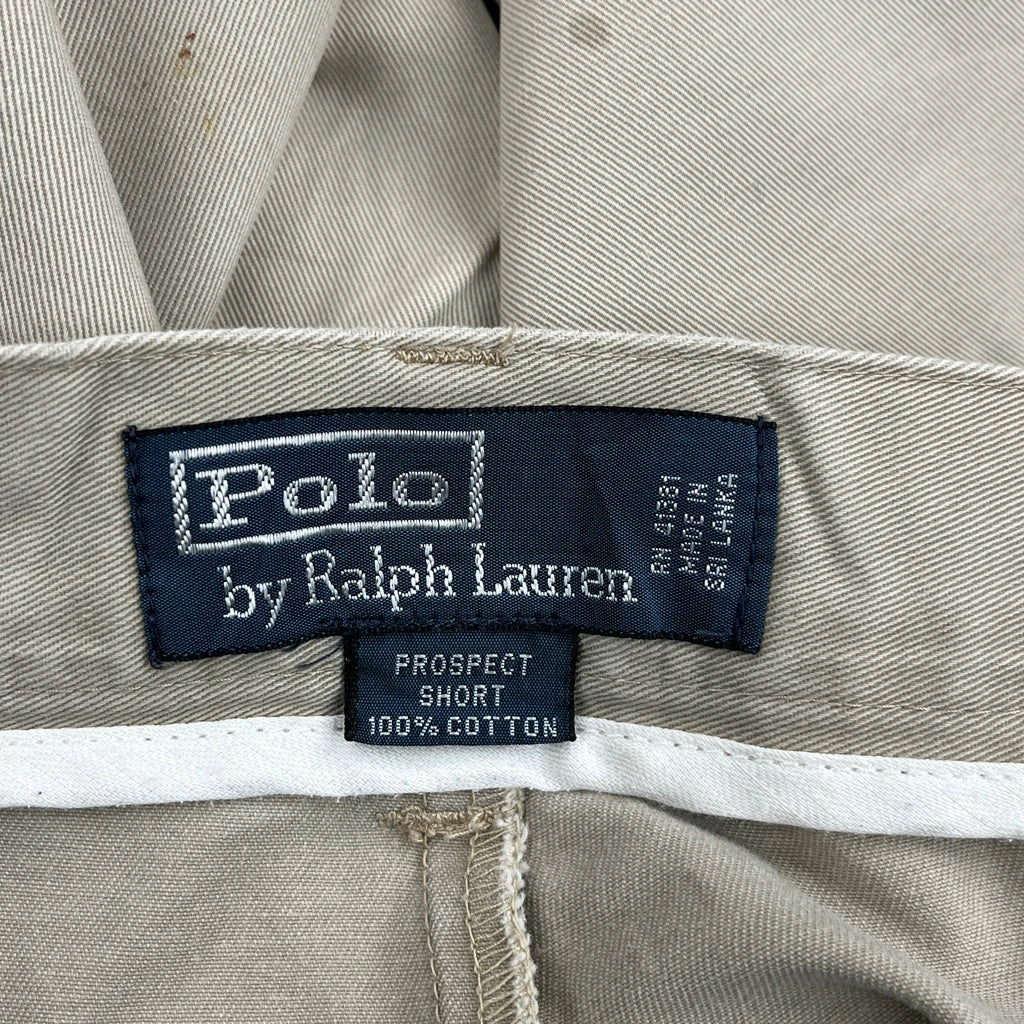 Polo
by Ralph Lauren
RN 41381
MADE IN
SRI LANKA
PROSPECT
SHORT
100% COTTON